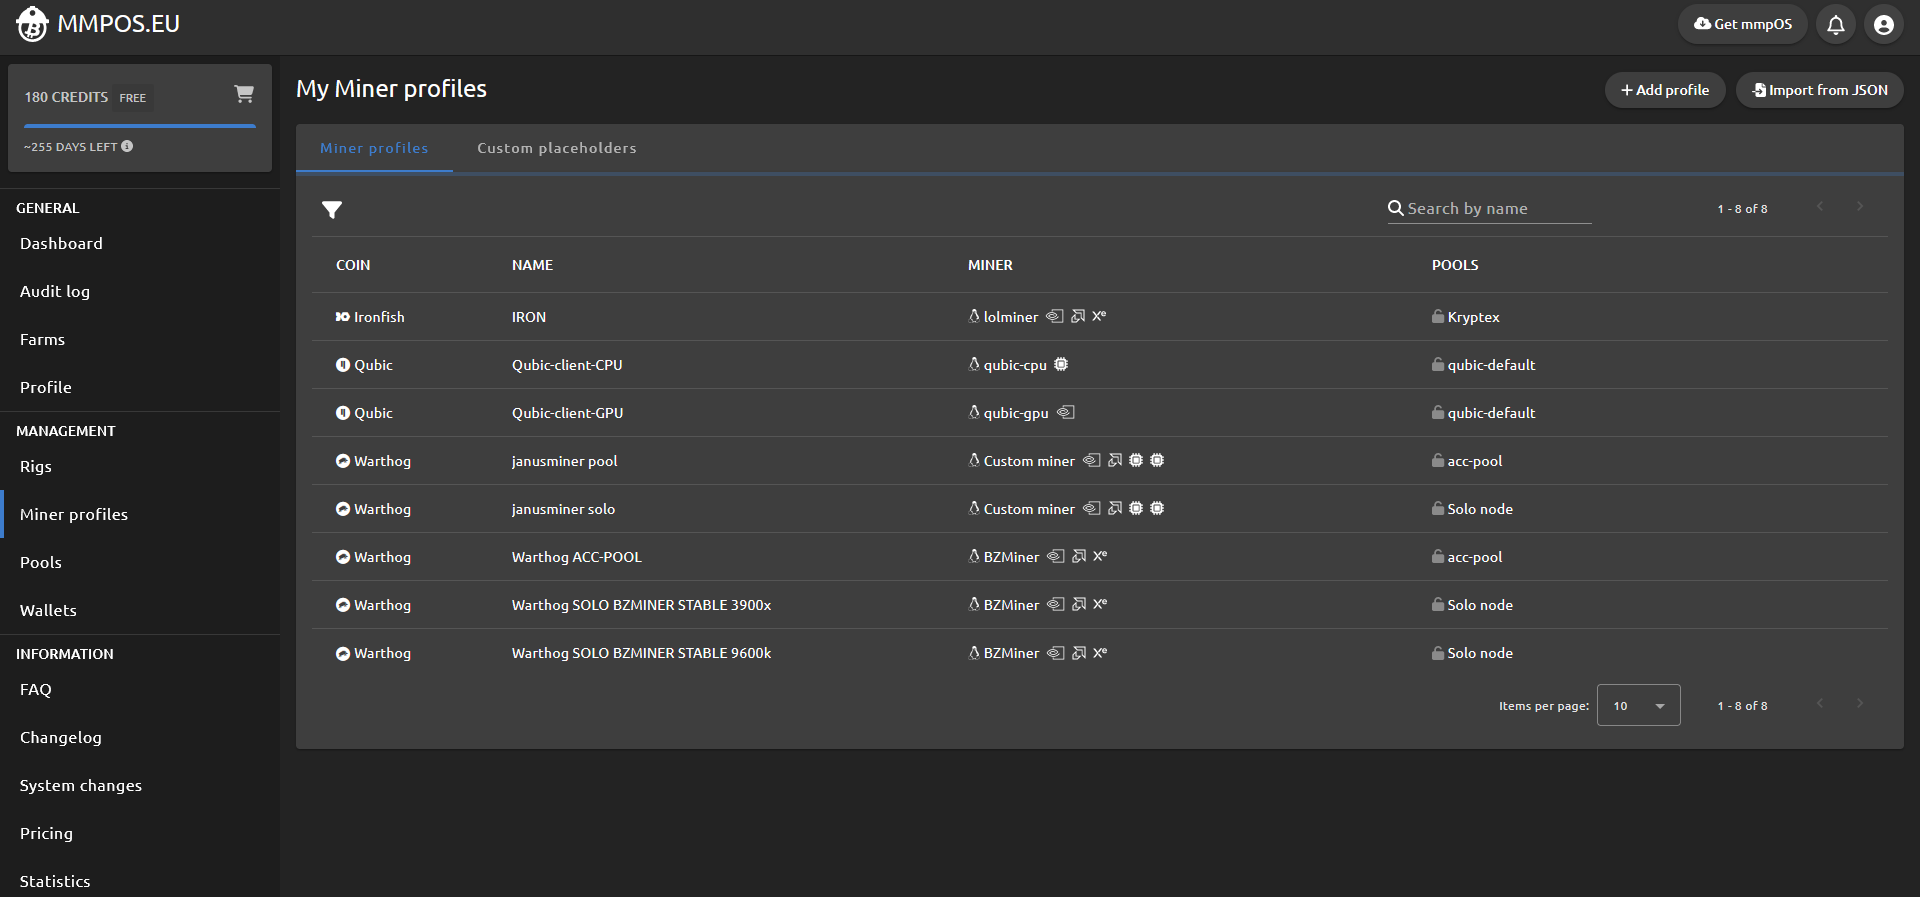 MMPOS.EU
Get mmpOS
180 CREDITS FREE
~255 DAYS LEFT
GENERAL
Dashboard
Audit log
Farms
Profile
MANAGEMENT
Rigs
Miner profiles
Pools
Wallets
INFORMATION
FAQ
Changelog
System changes
Pricing
Statistics
My Miner profiles
Add profile
Import from JSON
Miner profiles Custom placeholders
Search by name 1 - 8 of 8
COIN NAME MINER POOLS
Ironfish IRON lolminer Xe Kryptex
Qubic Qubic-client-CPU qubic-cpu qubic-default
Qubic Qubic-client-GPU qubic-gpu qubic-default
Warthog janusminer pool Custom miner acc-pool
Warthog janusminer solo Custom miner Solo node
Warthog Warthog ACC-POOL BZMiner Xe acc-pool
Warthog Warthog SOLO BZMINER STABLE 3900x BZMiner Xe Solo node
Warthog Warthog SOLO BZMINER STABLE 9600k BZMiner Xe Solo node
Items per page: 10 1 - 8 of 8